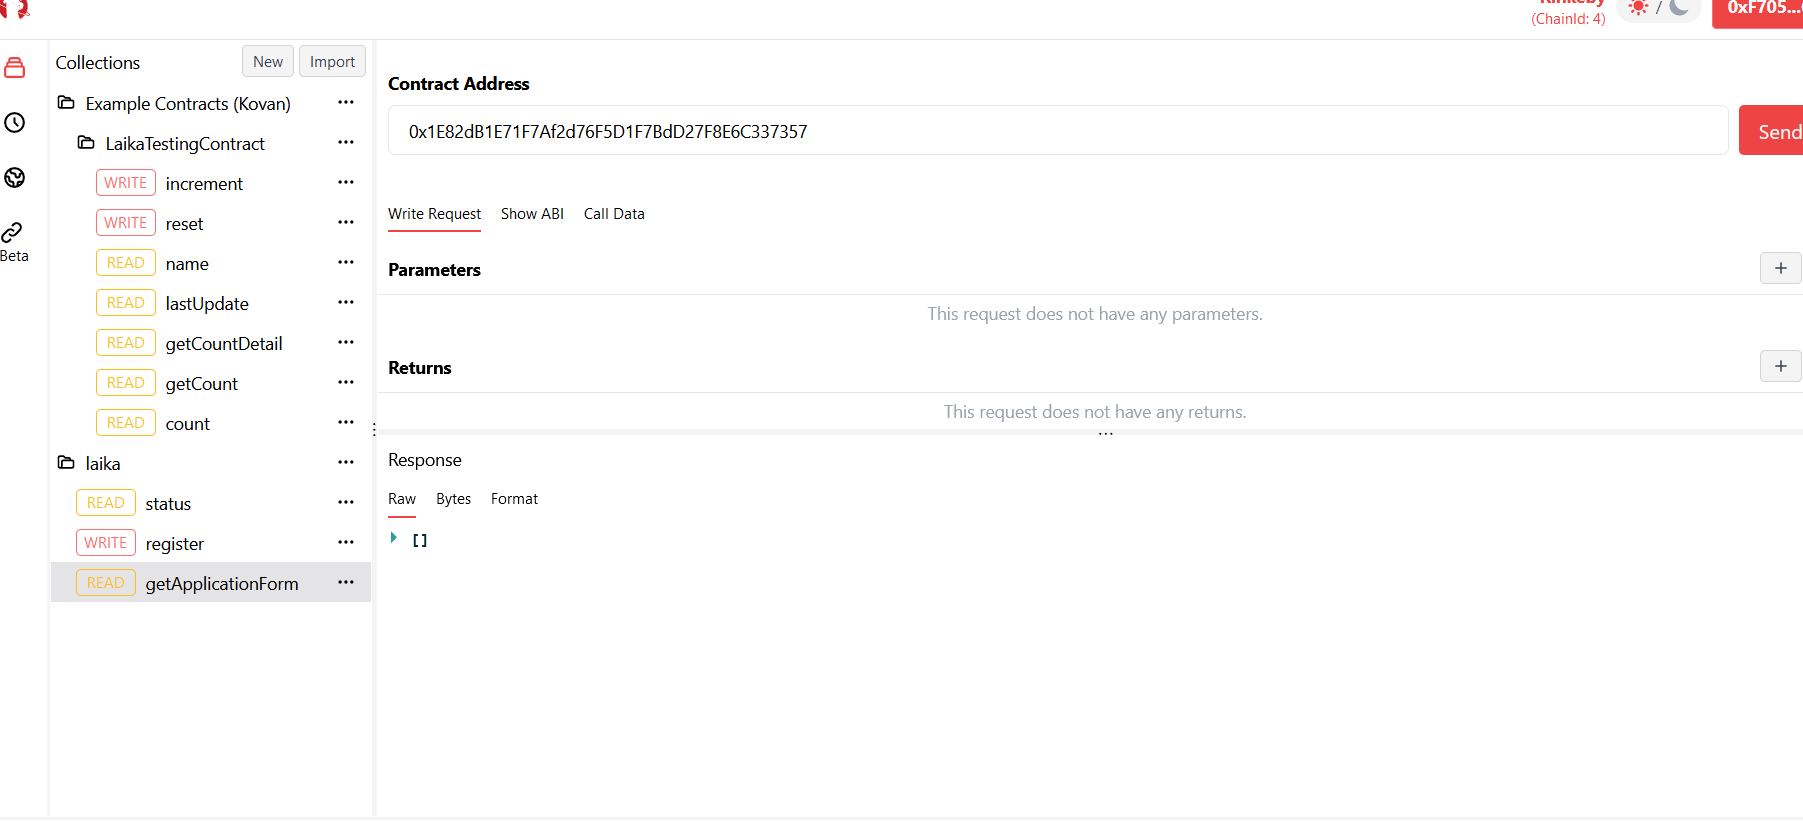 Rinkeby
(ChainId: 4)
/
0xF705...
Collections
New
Import
Example Contracts (Kovan)
LaikaTestingContract
WRITE increment
WRITE reset
READ name
READ lastUpdate
READ getCountDetail
READ getCount
READ count
laika
READ status
WRITE register
READ getApplicationForm
Beta
Contract Address
0x1E82dB1E71F7Af2d76F5D1F7BdD27F8E6C337357
Send
Write Request Show ABI Call Data
Parameters
+
This request does not have any parameters.
Returns
+
This request does not have any returns.
Response
Raw Bytes Format
[]